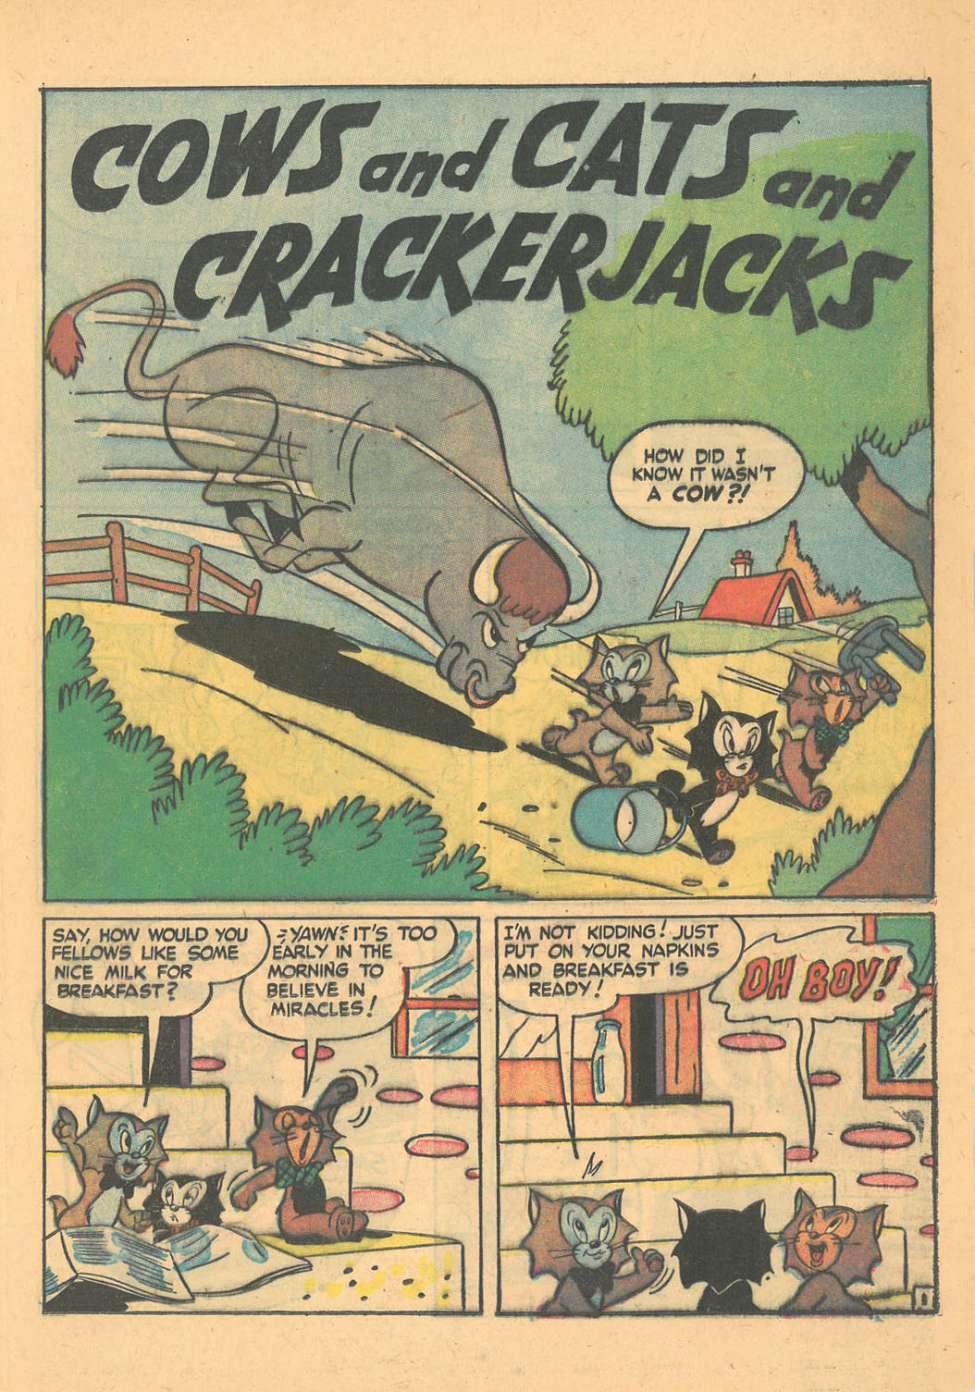 COWS and CATS and
CRACKERJACKS
HOW DID I
KNOW IT WASN'T
A COW?!
SAY, HOW WOULD YOU
FELLOWS LIKE SOME
NICE MILK FOR
BREAKFAST?
YAWN! IT'S TOO
EARLY IN THE
MORNING TO
BELIEVE IN
MIRACLES!
I'M NOT KIDDING! JUST
PUT ON YOUR NAPKINS
AND BREAKFAST IS
READY!
OH BOY!
1